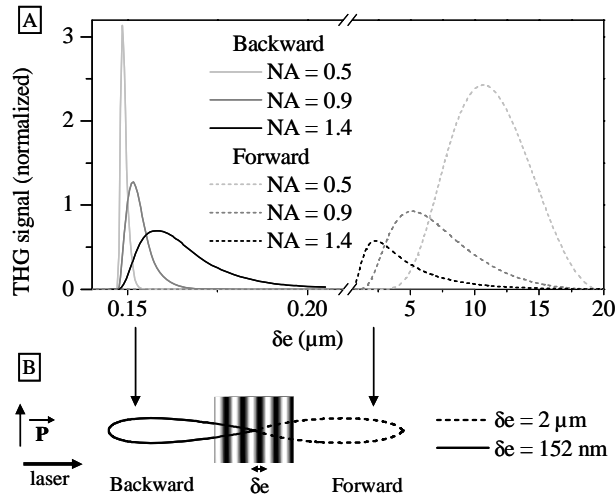 A
THG signal (normalized)
3
2
1
0
Backward
NA = 0.5
NA = 0.9
NA = 1.4
Forward
NA = 0.5
NA = 0.9
NA = 1.4
0.15 0.20 5 10 15 20
δe (µm)
B
P
laser
Backward
δe
Forward
δe = 2 µm
δe = 152 nm